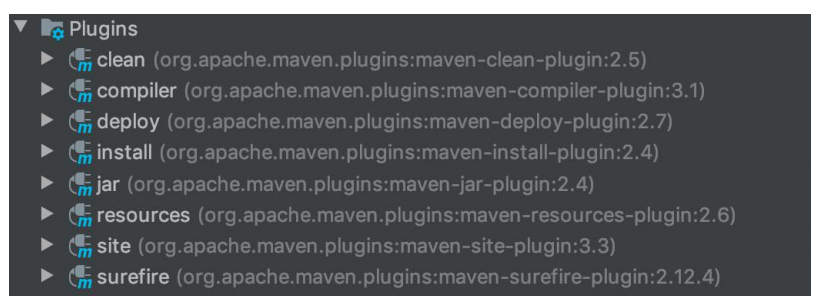 Plugins
clean (org.apache.maven.plugins:maven-clean-plugin:2.5)
compiler (org.apache.maven.plugins:maven-compiler-plugin:3.1)
deploy (org.apache.maven.plugins:maven-deploy-plugin:2.7)
install (org.apache.maven.plugins:maven-install-plugin:2.4)
jar (org.apache.maven.plugins:maven-jar-plugin:2.4)
resources (org.apache.maven.plugins:maven-resources-plugin:2.6)
site (org.apache.maven.plugins:maven-site-plugin:3.3)
surefire (org.apache.maven.plugins:maven-surefire-plugin:2.12.4)